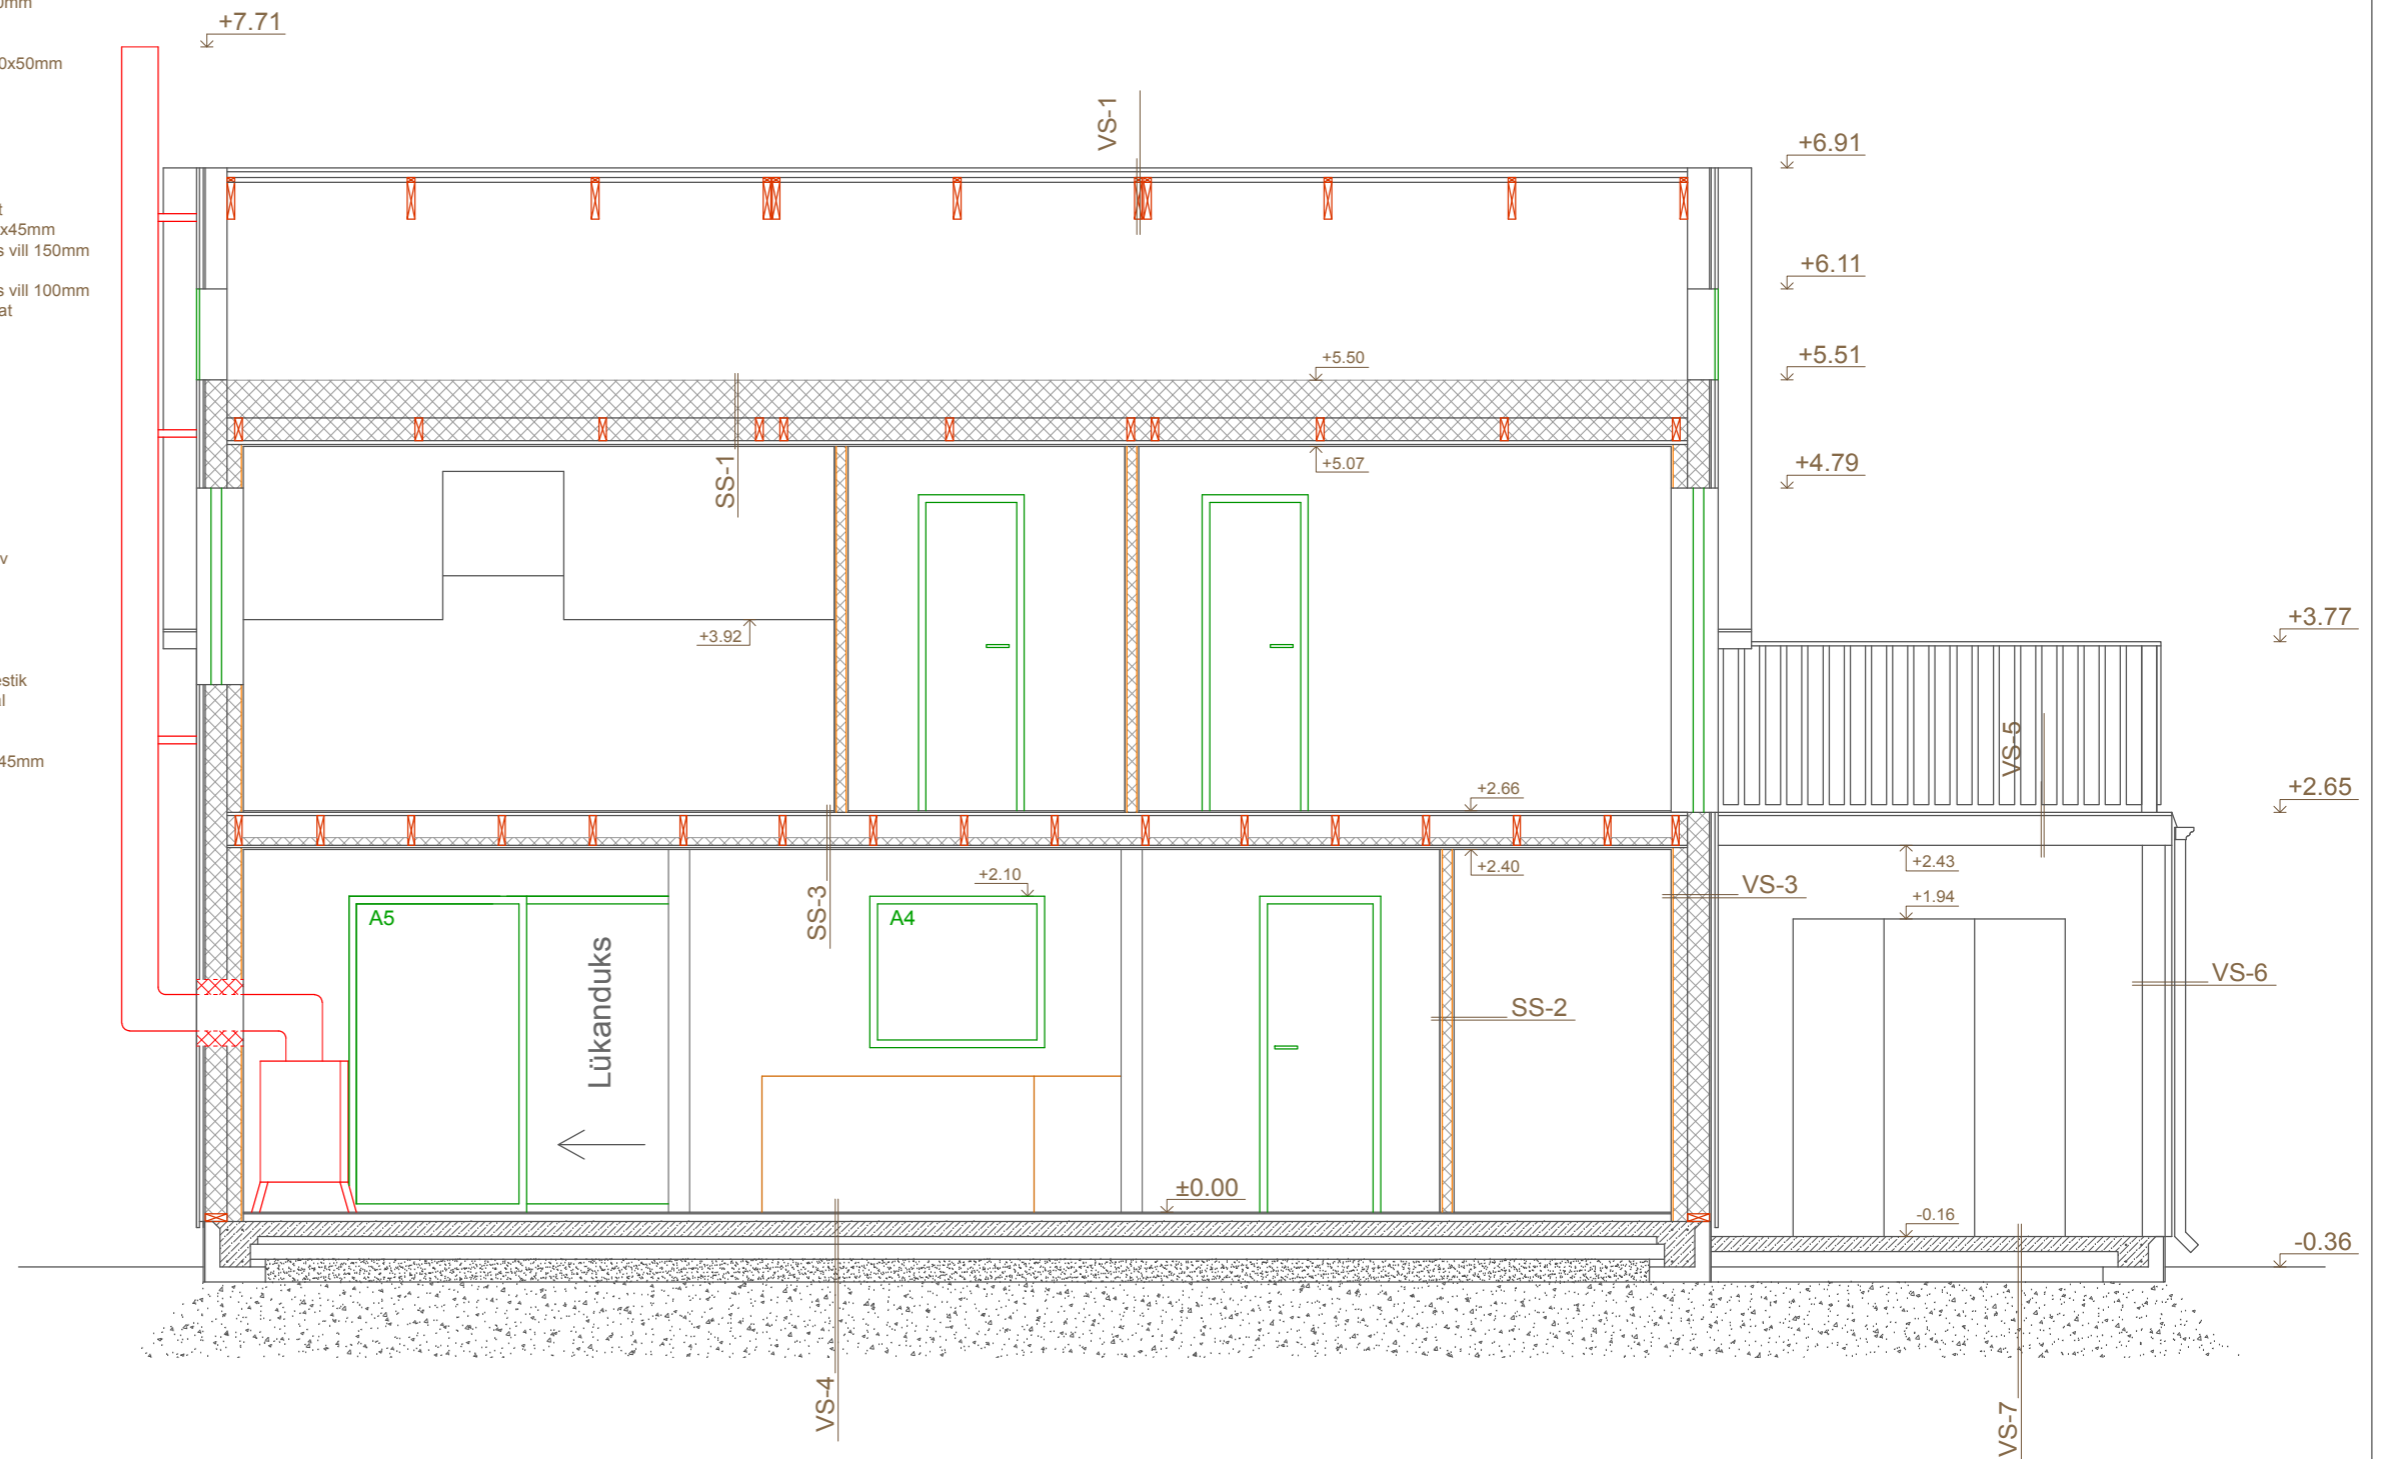 +7.71
0x50mm
VS-1
+6.91
x45mm
s vill 150mm
+6.11
s vill 100mm
at
+5.50
+5.51
SS-1
+5.07
+4.79
+3.92
+3.77
estik
VS-5
45mm
+2.66
+2.65
SS-3
+2.10
+2.40
+2.43
VS-3
+1.94
A5
A4
Lükanduks
VS-6
SS-2
±0.00
-0.16
-0.36
VS-4
VS-7